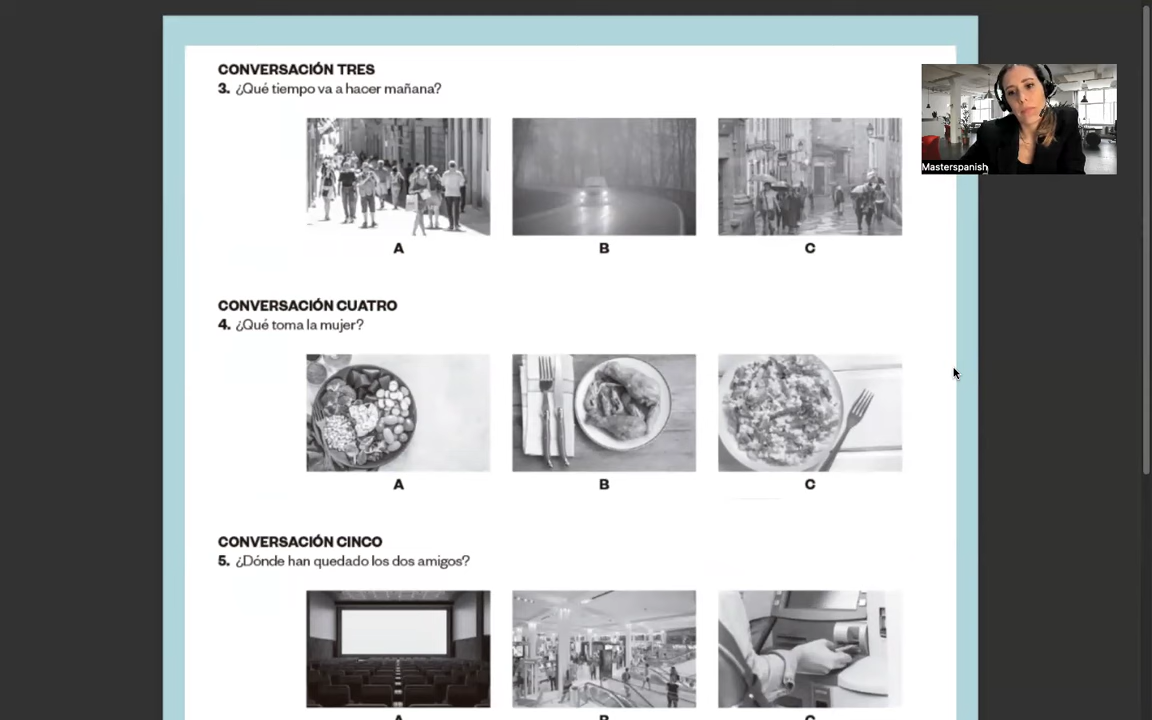 CONVERSACIÓN TRES
3. ¿Qué tiempo va a hacer mañana?
A
B
C
Masterspanish
CONVERSACIÓN CUATRO
4. ¿Qué toma la mujer?
A
B
C
CONVERSACIÓN CINCO
5. ¿Dónde han quedado los dos amigos?
A
B
C